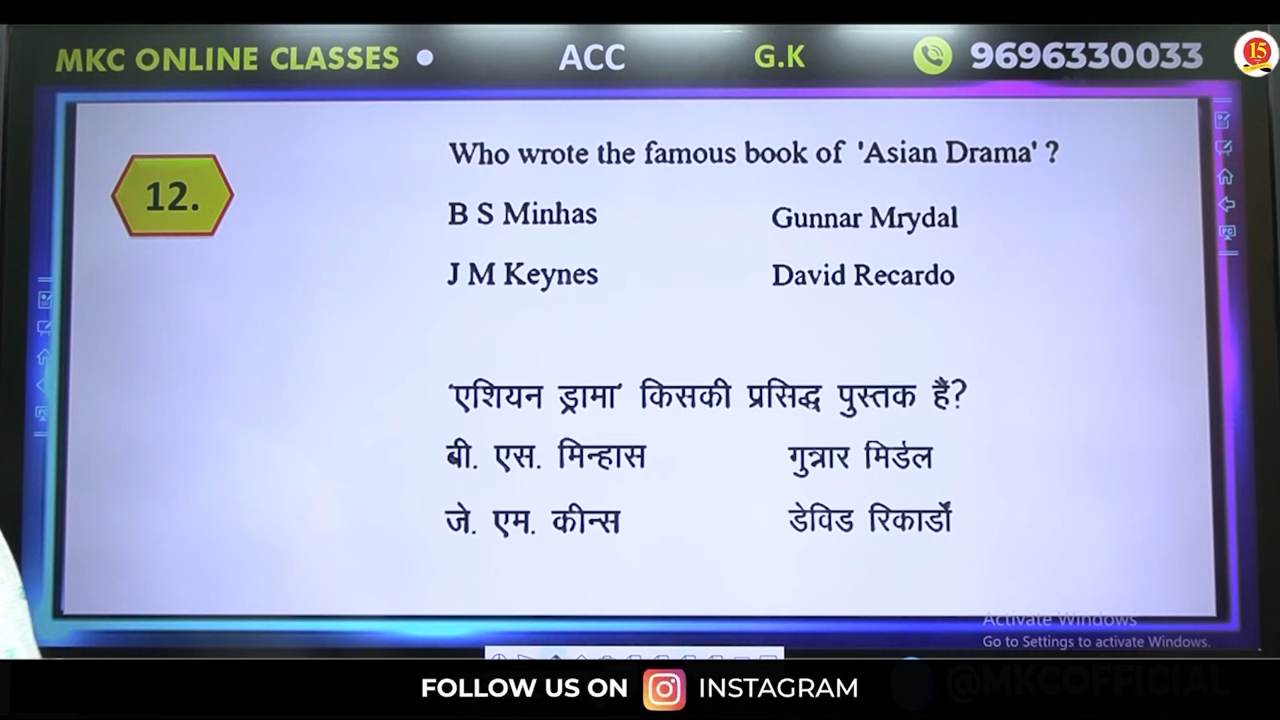 MKC ONLINE CLASSES ACC G.K 9696330033
15
12.
Who wrote the famous book of 'Asian Drama' ?
B S Minhas Gunnar Mrydal
J M Keynes David Recardo
'एशियन ड्रामा' किसकी प्रसिद्ध पुस्तक हैं?
बी. एस. मिन्हास गुन्नार मिर्डल
जे. एम. कीन्स डेविड रिकार्डों
Activate Windows
Go to Settings to activate Windows.
FOLLOW US ON INSTAGRAM @MKCOFFICIAL